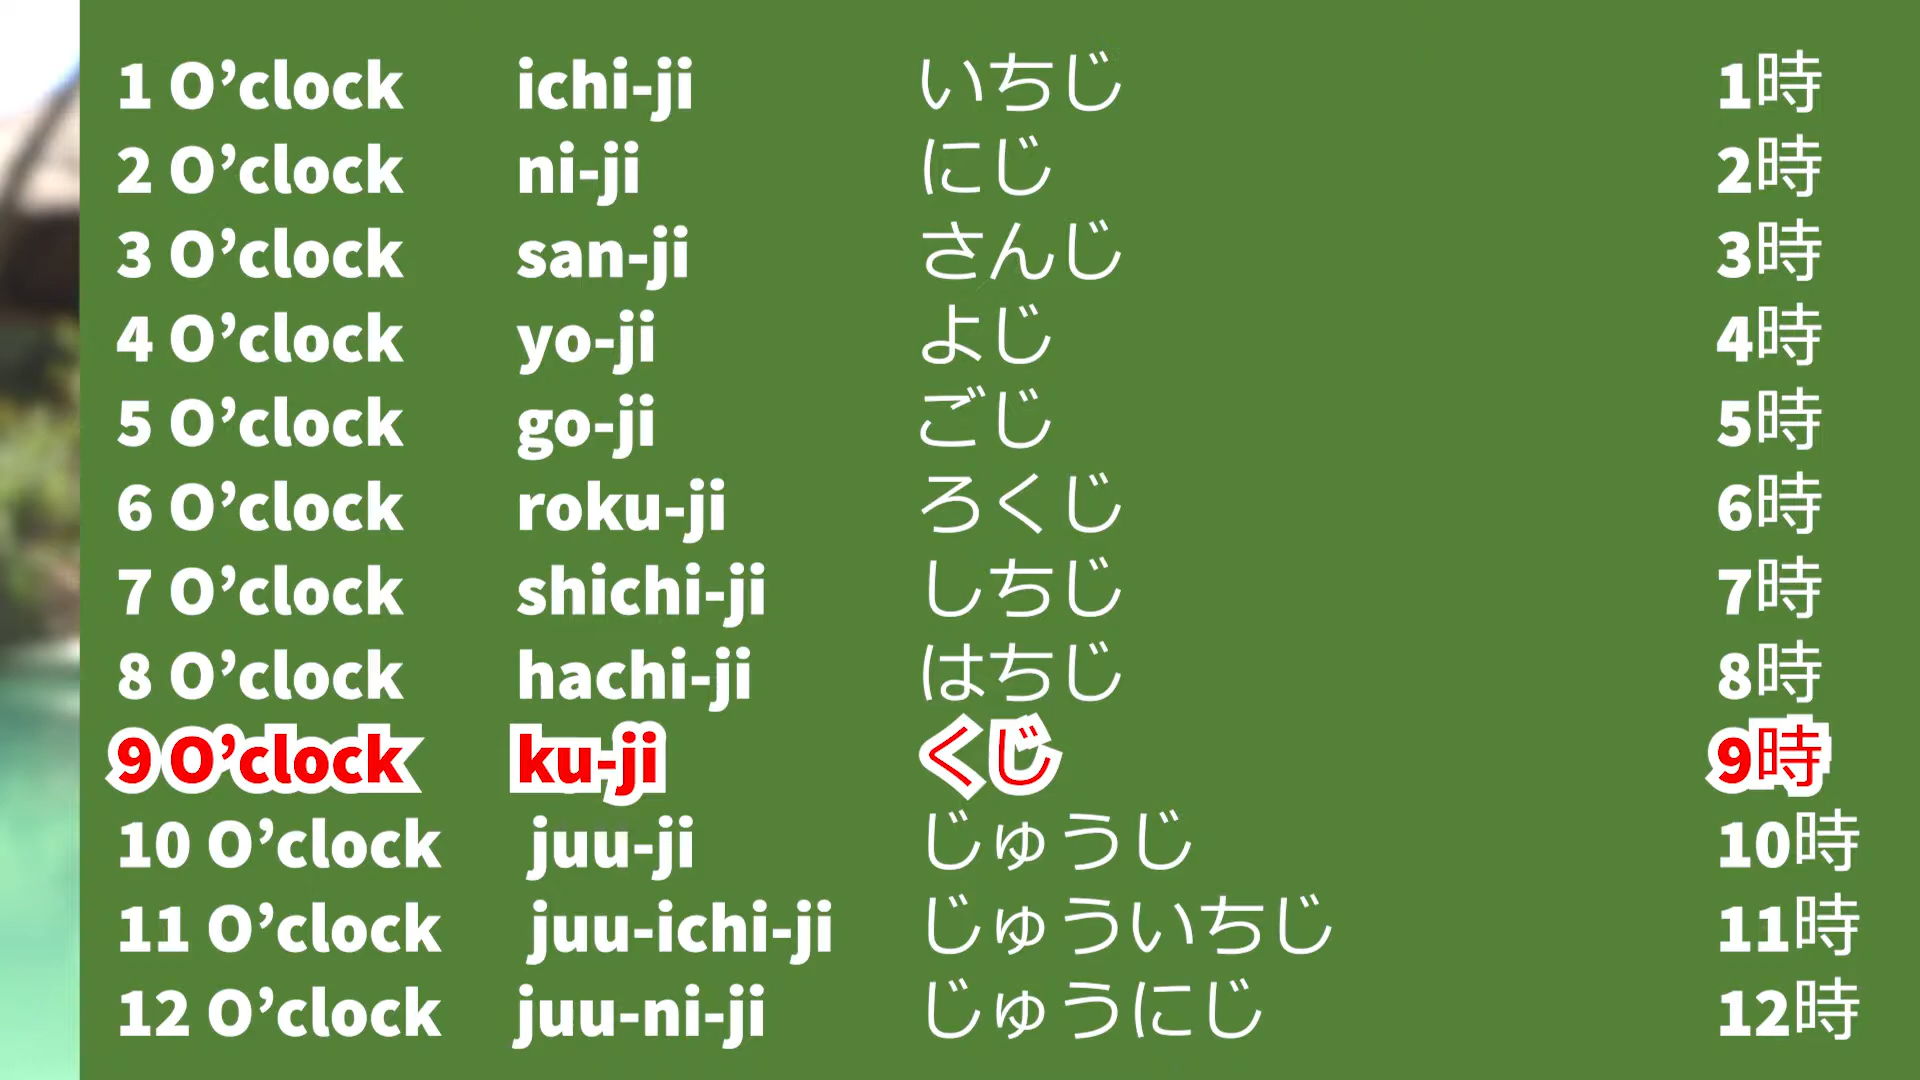 1 O’clock ichi-ji いちじ 1時
2 O’clock ni-ji にじ 2時
3 O’clock san-ji さんじ 3時
4 O’clock yo-ji よじ 4時
5 O’clock go-ji ごじ 5時
6 O’clock roku-ji ろくじ 6時
7 O’clock shichi-ji しちじ 7時
8 O’clock hachi-ji はちじ 8時
9 O’clock ku-ji くじ 9時
10 O’clock juu-ji じゅうじ 10時
11 O’clock juu-ichi-ji じゅういちじ 11時
12 O’clock juu-ni-ji じゅうにじ 12時